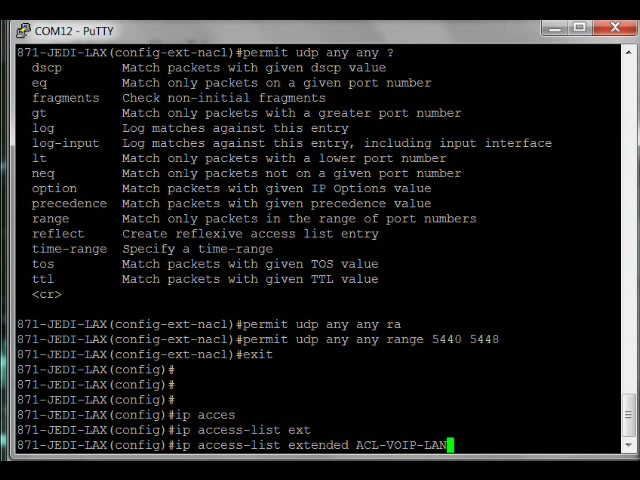 COM12 - PuTTY
871-JEDI-LAX(config-ext-nacl)#permit udp any any ?
dscp Match packets with given dscp value
eq Match only packets on a given port number
fragments Check non-initial fragments
gt Match only packets with a greater port number
log Log matches against this entry
log-input Log matches against this entry, including input interface
lt Match only packets with a lower port number
neq Match only packets not on a given port number
option Match packets with given IP Options value
precedence Match packets with given precedence value
range Match only packets in the range of port numbers
reflect Create reflexive access list entry
time-range Specify a time-range
tos Match packets with given TOS value
ttl Match packets with given TTL value
<cr>
871-JEDI-LAX(config-ext-nacl)#permit udp any any ra
871-JEDI-LAX(config-ext-nacl)#permit udp any any range 5440 5448
871-JEDI-LAX(config-ext-nacl)#exit
871-JEDI-LAX(config)#
871-JEDI-LAX(config)#
871-JEDI-LAX(config)#
871-JEDI-LAX(config)#ip acces
871-JEDI-LAX(config)#ip access-list ext
871-JEDI-LAX(config)#ip access-list extended ACL-VOIP-LAN